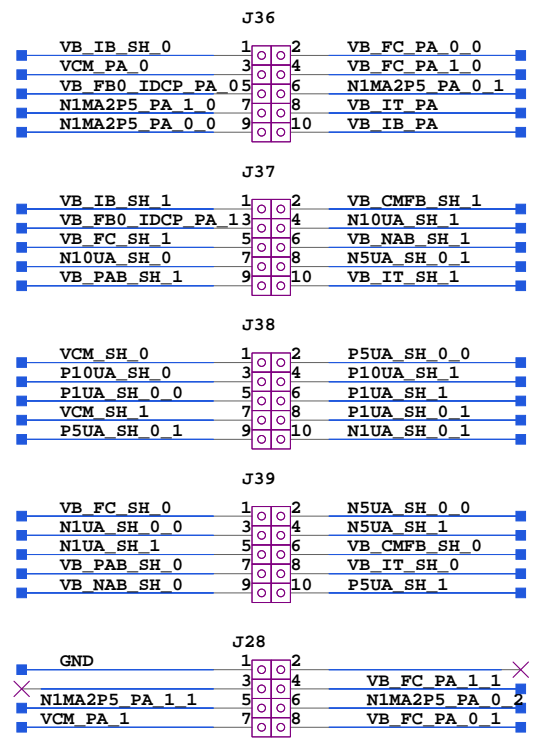 J36
VB_IB_SH_0 1 2 VB_FC_PA_0_0
VCM_PA_0 3 4 VB_FC_PA_1_0
VB_FB0_IDCP_PA_0 5 6 N1MA2P5_PA_0_1
N1MA2P5_PA_1_0 7 8 VB_IT_PA
N1MA2P5_PA_0_0 9 10 VB_IB_PA
J37
VB_IB_SH_1 1 2 VB_CMFB_SH_1
VB_FB0_IDCP_PA_1 3 4 N10UA_SH_1
VB_FC_SH_1 5 6 VB_NAB_SH_1
N10UA_SH_0 7 8 N5UA_SH_0_1
VB_PAB_SH_1 9 10 VB_IT_SH_1
J38
VCM_SH_0 1 2 P5UA_SH_0_0
P10UA_SH_0 3 4 P10UA_SH_1
P1UA_SH_0_0 5 6 P1UA_SH_1
VCM_SH_1 7 8 P1UA_SH_0_1
P5UA_SH_0_1 9 10 N1UA_SH_0_1
J39
VB_FC_SH_0 1 2 N5UA_SH_0_0
N1UA_SH_0_0 3 4 N5UA_SH_1
N1UA_SH_1 5 6 VB_CMFB_SH_0
VB_PAB_SH_0 7 8 VB_IT_SH_0
VB_NAB_SH_0 9 10 P5UA_SH_1
J28
GND 1 2
3 4 VB_FC_PA_1_1
N1MA2P5_PA_1_1 5 6 N1MA2P5_PA_0_2
VCM_PA_1 7 8 VB_FC_PA_0_1